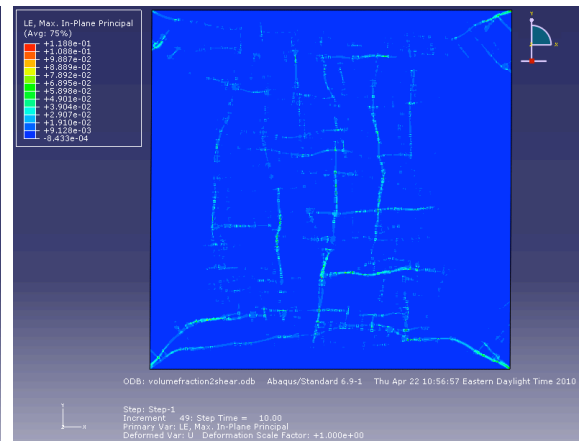 LE, Max. In-Plane Principal
(Avg: 75%)
+1.188e-01
+1.088e-01
+9.887e-02
+8.889e-02
+7.892e-02
+6.895e-02
+5.898e-02
+4.901e-02
+3.904e-02
+2.907e-02
+1.910e-02
+9.128e-03
-8.433e-04
Y
X
ODB: volumefraction2shear.odb Abaqus/Standard 6.9-1 Thu Apr 22 10:56:57 Eastern Daylight Time 2010
Step: Step-1
Increment 49: Step Time = 10.00
Primary Var: LE, Max. In-Plane Principal
Deformed Var: U Deformation Scale Factor: +1.000e+00